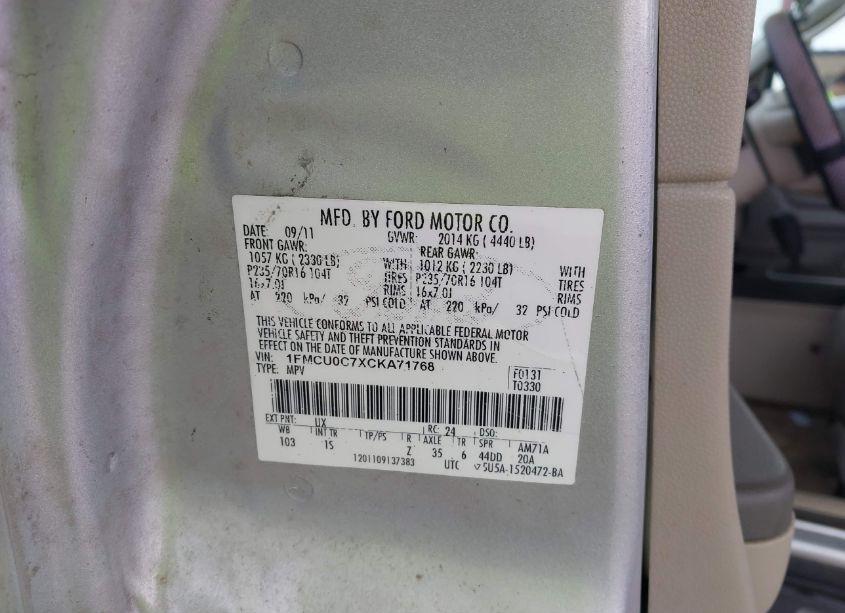 MFD. BY FORD MOTOR CO.
DATE: 09/11 GVWR: 2014 KG ( 4440 LB)
FRONT GAWR: REAR GAWR:
1057 KG ( 2330 LB) WITH 1012 KG ( 2230 LB) WITH
P235/70R16 104T TIRES P235/70R16 104T TIRES
16x7.0J RIMS 16x7.0J RIMS
AT 220 kPa/ 32 PSI COLD AT 220 kPa/ 32 PSI COLD
THIS VEHICLE CONFORMS TO ALL APPLICABLE FEDERAL MOTOR
VEHICLE SAFETY AND THEFT PREVENTION STANDARDS IN
EFFECT ON THE DATE OF MANUFACTURE SHOWN ABOVE.
VIN: 1FMCU0C7XCKA71768
TYPE: MPV
F0131
T0330
EXT PNT: UX RC: 24 DSO:
WB INT TR TP/PS R AXLE TR SPR AM71A
103 1S Z 35 6 44DD 20A
1201109137383 UTC 5U5A-1520472-BA